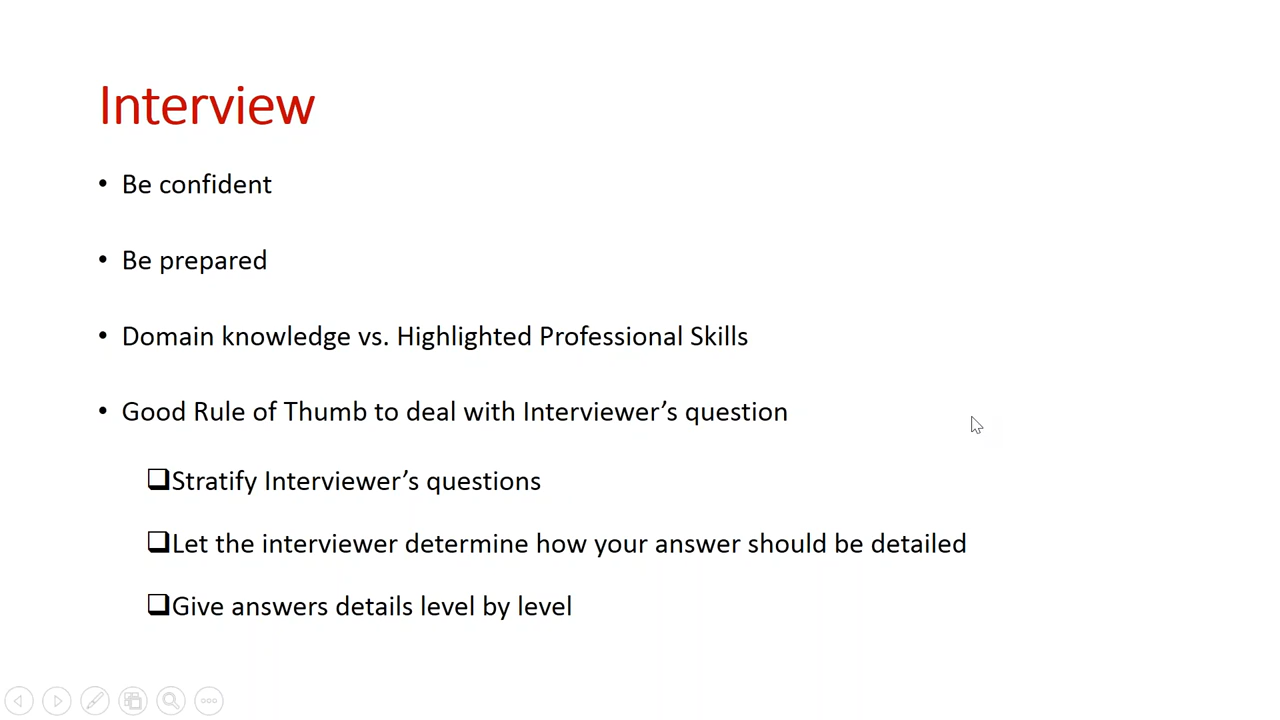 Interview
• Be confident
• Be prepared
• Domain knowledge vs. Highlighted Professional Skills
• Good Rule of Thumb to deal with Interviewer’s question
❑Stratify Interviewer’s questions
❑Let the interviewer determine how your answer should be detailed
❑Give answers details level by level